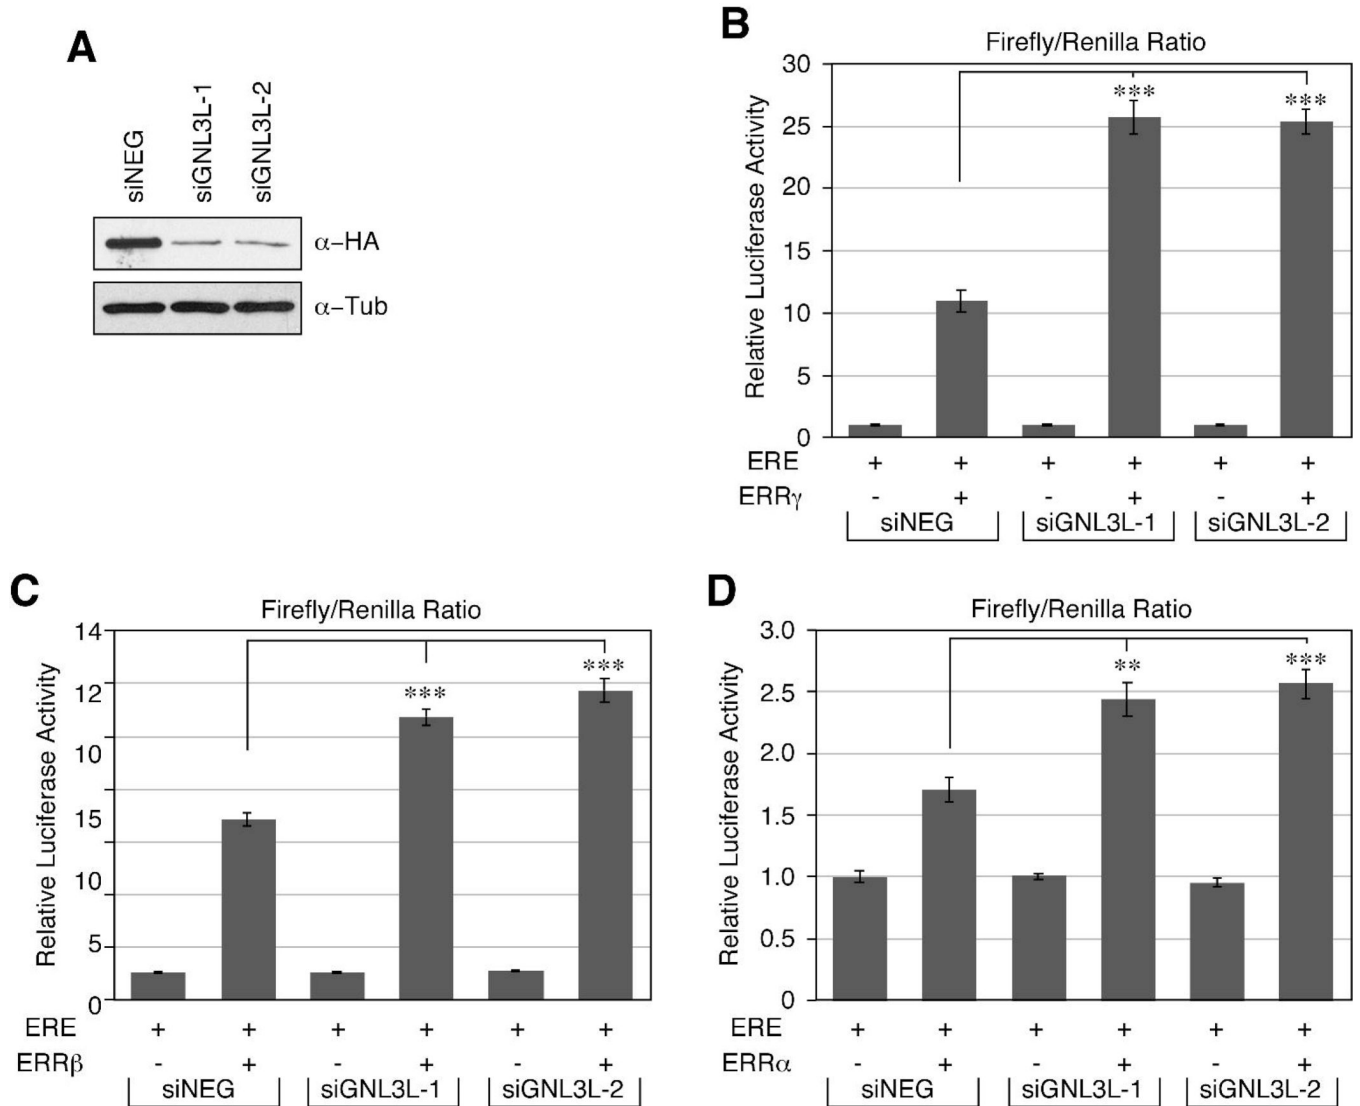 A
siNEG
siGNL3L-1
siGNL3L-2
α–HA
α–Tub
B
Firefly/Renilla Ratio
Relative Luciferase Activity
30
25
20
15
10
5
0
***
***
ERE + + + + + +
ERRγ - + - + - +
siNEG siGNL3L-1 siGNL3L-2
C
Firefly/Renilla Ratio
Relative Luciferase Activity
14
12
10
15
10
5
0
***
***
ERE + + + + + +
ERRβ - + - + - +
siNEG siGNL3L-1 siGNL3L-2
D
Firefly/Renilla Ratio
Relative Luciferase Activity
3.0
2.5
2.0
1.5
1.0
0.5
0
**
***
ERE + + + + + +
ERRα - + - + - +
siNEG siGNL3L-1 siGNL3L-2